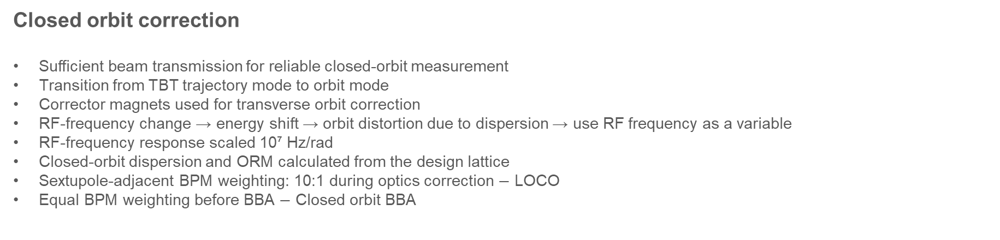 Closed orbit correction
• Sufficient beam transmission for reliable closed-orbit measurement
• Transition from TBT trajectory mode to orbit mode
• Corrector magnets used for transverse orbit correction
• RF-frequency change → energy shift → orbit distortion due to dispersion → use RF frequency as a variable
• RF-frequency response scaled 10⁷ Hz/rad
• Closed-orbit dispersion and ORM calculated from the design lattice
• Sextupole-adjacent BPM weighting: 10:1 during optics correction – LOCO
• Equal BPM weighting before BBA – Closed orbit BBA